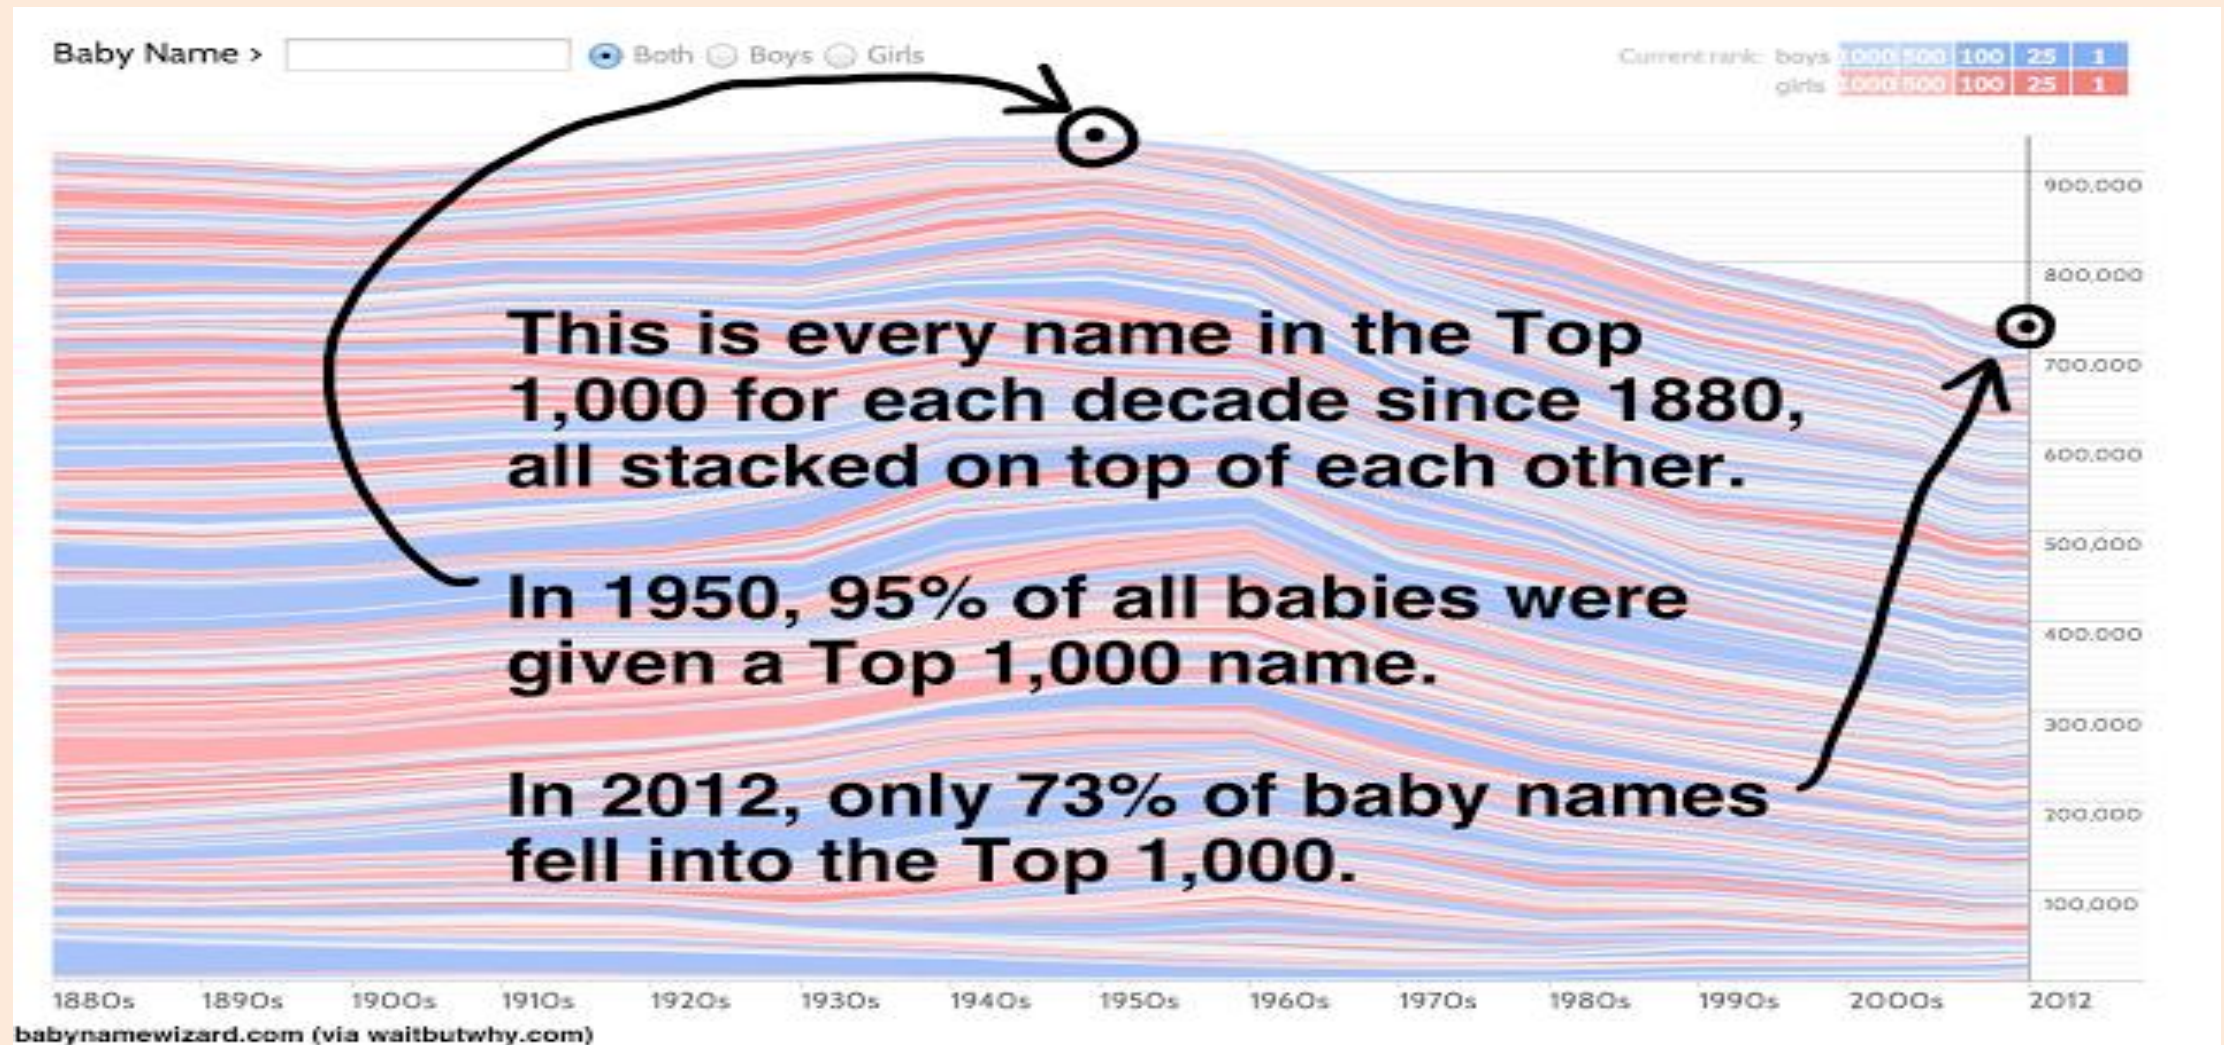 Baby Name >
Both Boys Girls
Current rank: boys 1000 500 100 25 1
girls 1000 500 100 25 1
900,000
800,000
700,000
600,000
500,000
400,000
300,000
200,000
100,000
This is every name in the Top
1,000 for each decade since 1880,
all stacked on top of each other.
In 1950, 95% of all babies were
given a Top 1,000 name.
In 2012, only 73% of baby names
fell into the Top 1,000.
1880s 1890s 1900s 1910s 1920s 1930s 1940s 1950s 1960s 1970s 1980s 1990s 2000s 2012
babynamewizard.com (via waitbutwhy.com)